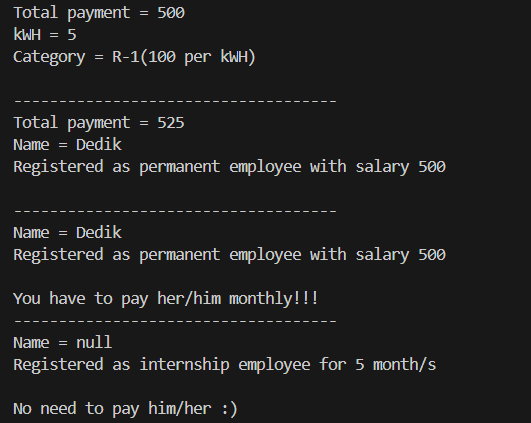 Total payment = 500
kWH = 5
Category = R-1(100 per kWH)
------------------------------------
Total payment = 525
Name = Dedik
Registered as permanent employee with salary 500
------------------------------------
Name = Dedik
Registered as permanent employee with salary 500
You have to pay her/him monthly!!!
------------------------------------
Name = null
Registered as internship employee for 5 month/s
No need to pay him/her :)